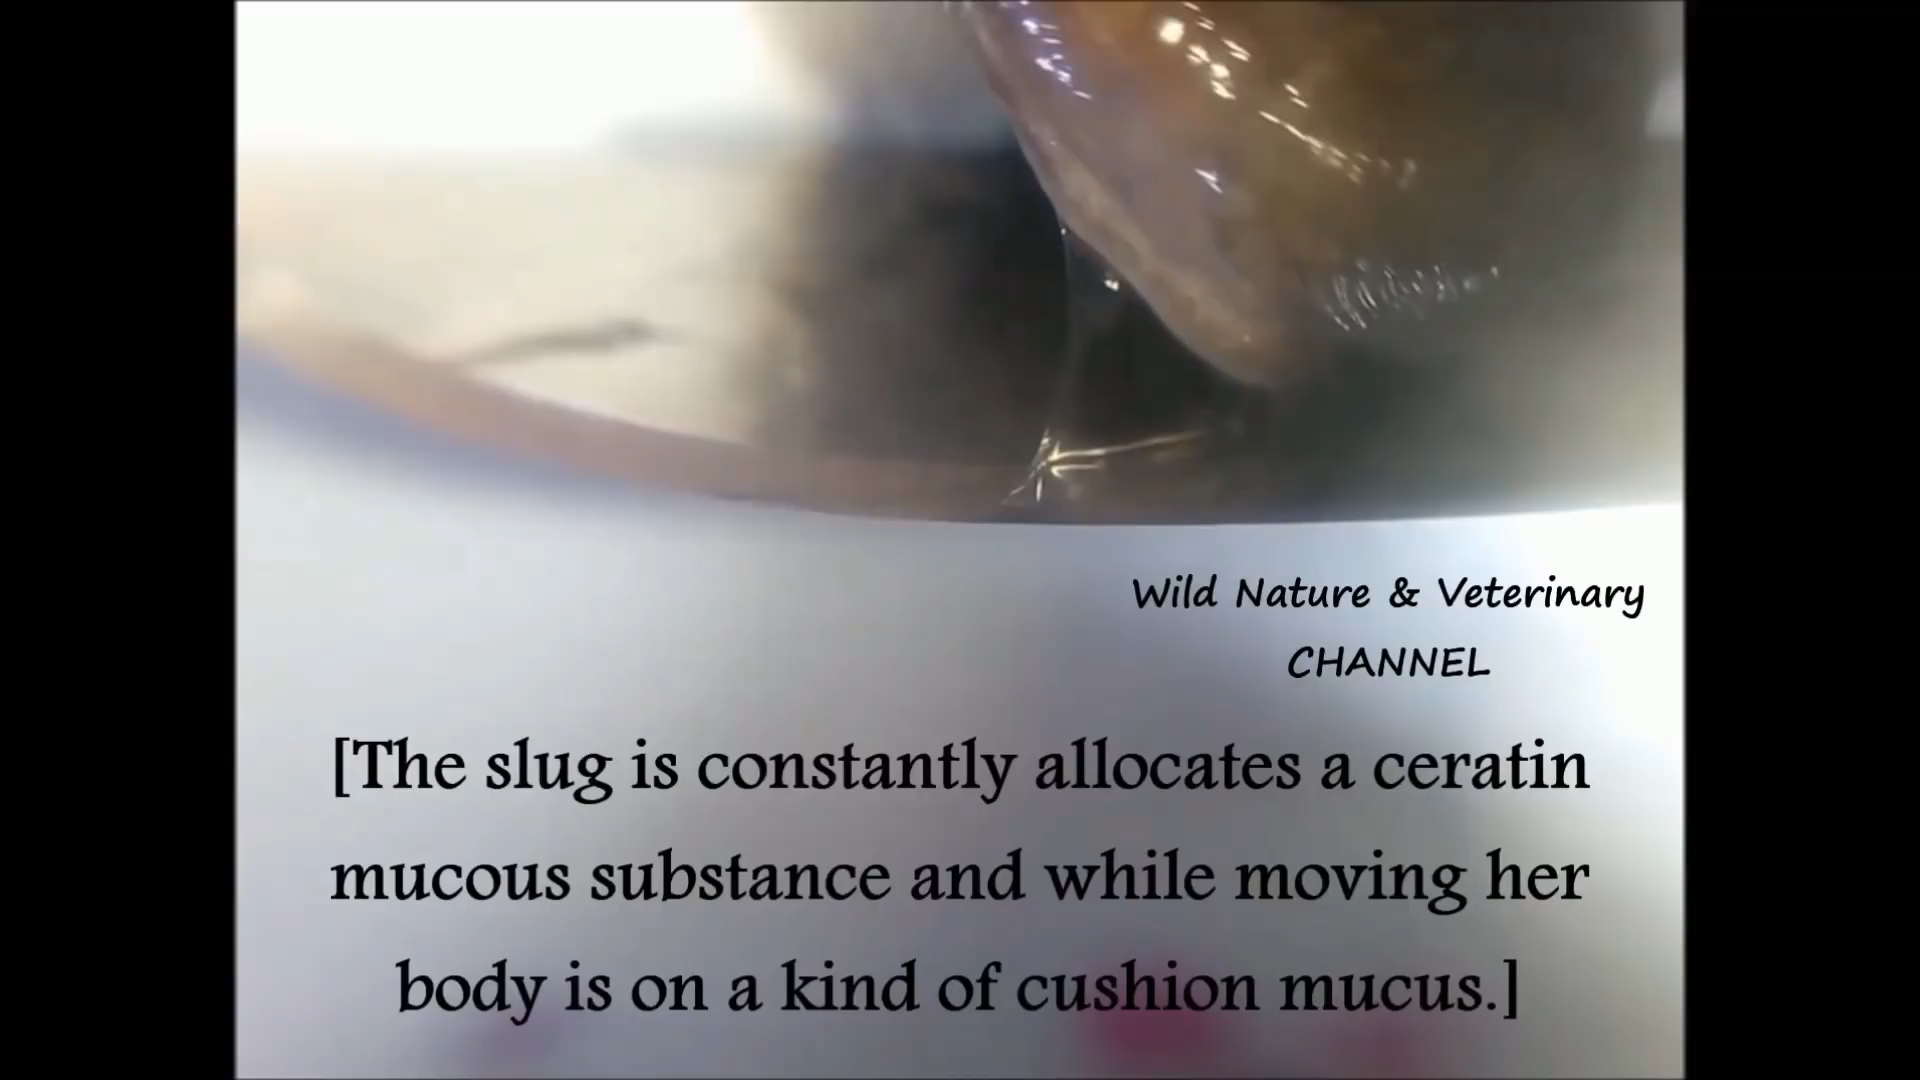 Wild Nature & Veterinary
CHANNEL
[The slug is constantly allocates a ceratin
mucous substance and while moving her
body is on a kind of cushion mucus.]